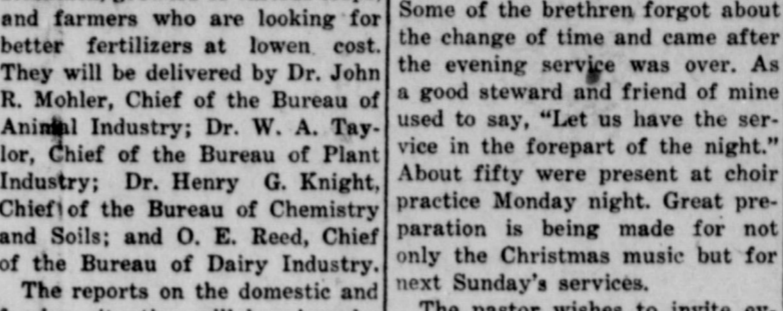 and farmers who are looking for
better fertilizers at lowen cost.
They will be delivered by Dr. John
R. Mohler, Chief of the Bureau of
Animal Industry; Dr. W. A. Tay-
lor, Chief of the Bureau of Plant
Industry; Dr. Henry G. Knight,
Chief of the Bureau of Chemistry
and Soils; and O. E. Reed, Chief
of the Bureau of Dairy Industry.
The reports on the domestic and
Some of the brethren forgot about
the change of time and came after
the evening service was over. As
a good steward and friend of mine
used to say, "Let us have the ser-
vice in the forepart of the night."
About fifty were present at choir
practice Monday night. Great pre-
paration is being made for not
only the Christmas music but for
next Sunday's services.
The pastor wishes to invite ex-